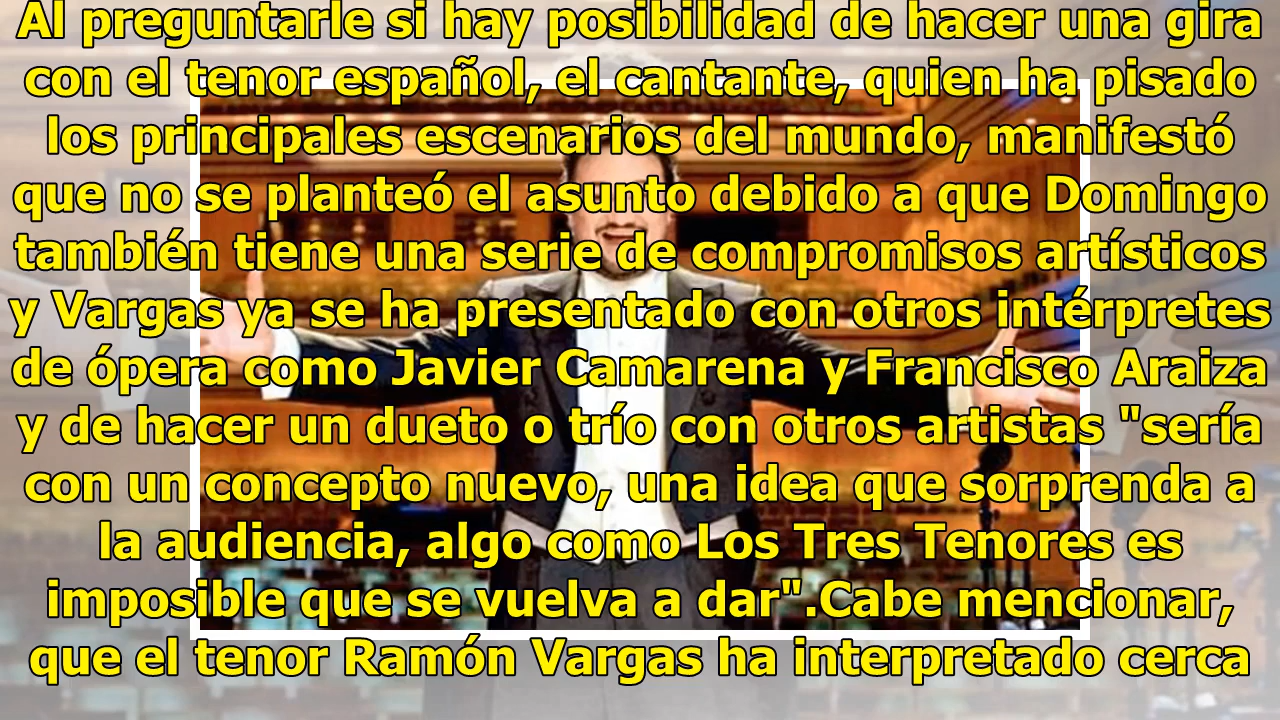 Al preguntarle si hay posibilidad de hacer una gira
con el tenor español, el cantante, quien ha pisado
los principales escenarios del mundo, manifestó
que no se planteó el asunto debido a que Domingo
también tiene una serie de compromisos artísticos
y Vargas ya se ha presentado con otros intérpretes
de ópera como Javier Camarena y Francisco Araiza
y de hacer un dueto o trío con otros artistas "sería
con un concepto nuevo, una idea que sorprenda a
la audiencia, algo como Los Tres Tenores es
imposible que se vuelva a dar".Cabe mencionar,
que el tenor Ramón Vargas ha interpretado cerca